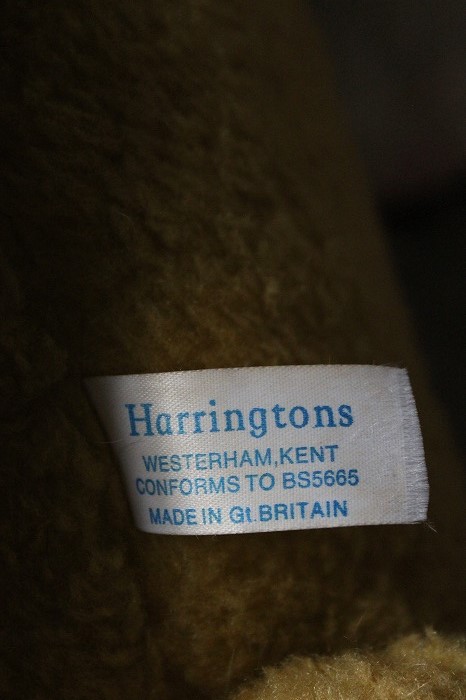 Harringtons
WESTERHAM,KENT
CONFORMS TO BS5665
MADE IN Gt.BRITAIN